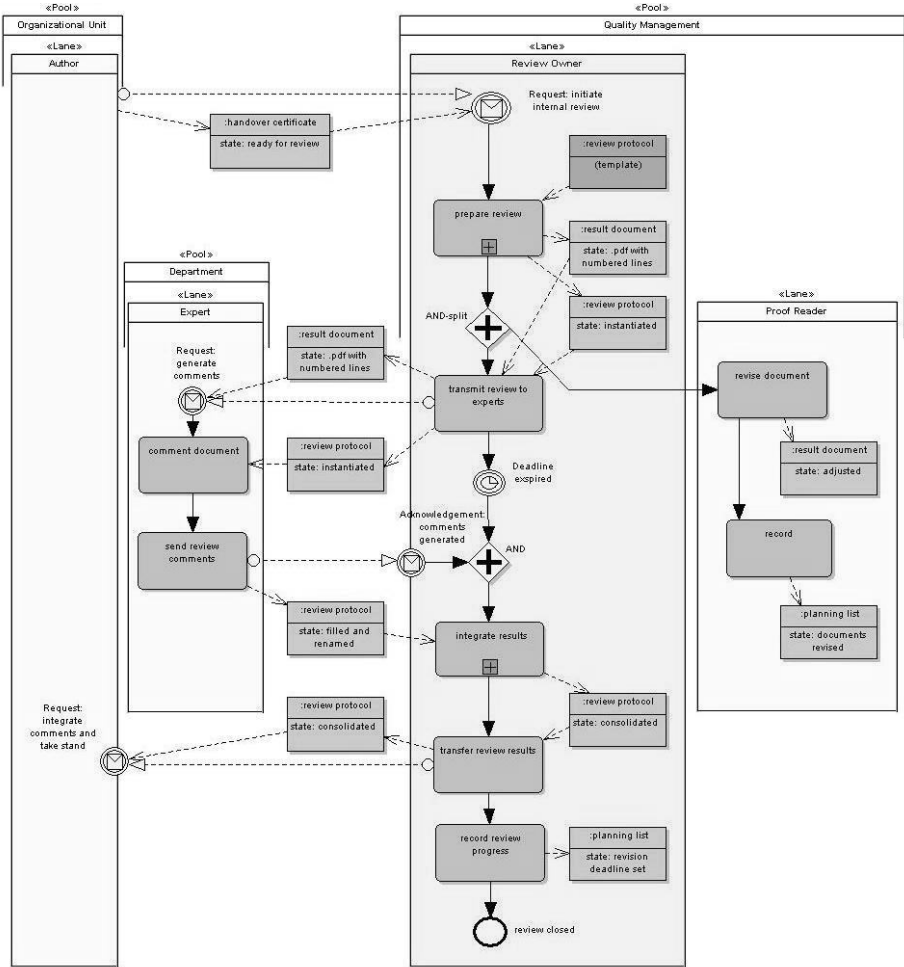 «Pool»
Organizational Unit
«Lane»
Author
«Pool»
Quality Management
«Lane»
Review Owner
Request: initiate
internal review
:handover certificate
state: ready for review
:review protocol
(template)
prepare review
:result document
state: .pdf with
numbered lines
:review protocol
state: instantiated
AND-split
«Pool»
Department
«Lane»
Expert
Request:
generate
comments
:result document
state: .pdf with
numbered lines
transmit review to
experts
«Lane»
Proof Reader
revise document
:result document
state: adjusted
record
:planning list
state: documents
revised
comment document
:review protocol
state: instantiated
Deadline
exspired
Acknowledgement:
comments
generated
AND
send review
comments
:review protocol
state: filled and
renamed
integrate results
:review protocol
state: consolidated
Request:
integrate
comments and
take stand
:review protocol
state: consolidated
transfer review results
record review
progress
:planning list
state: revision
deadline set
review closed